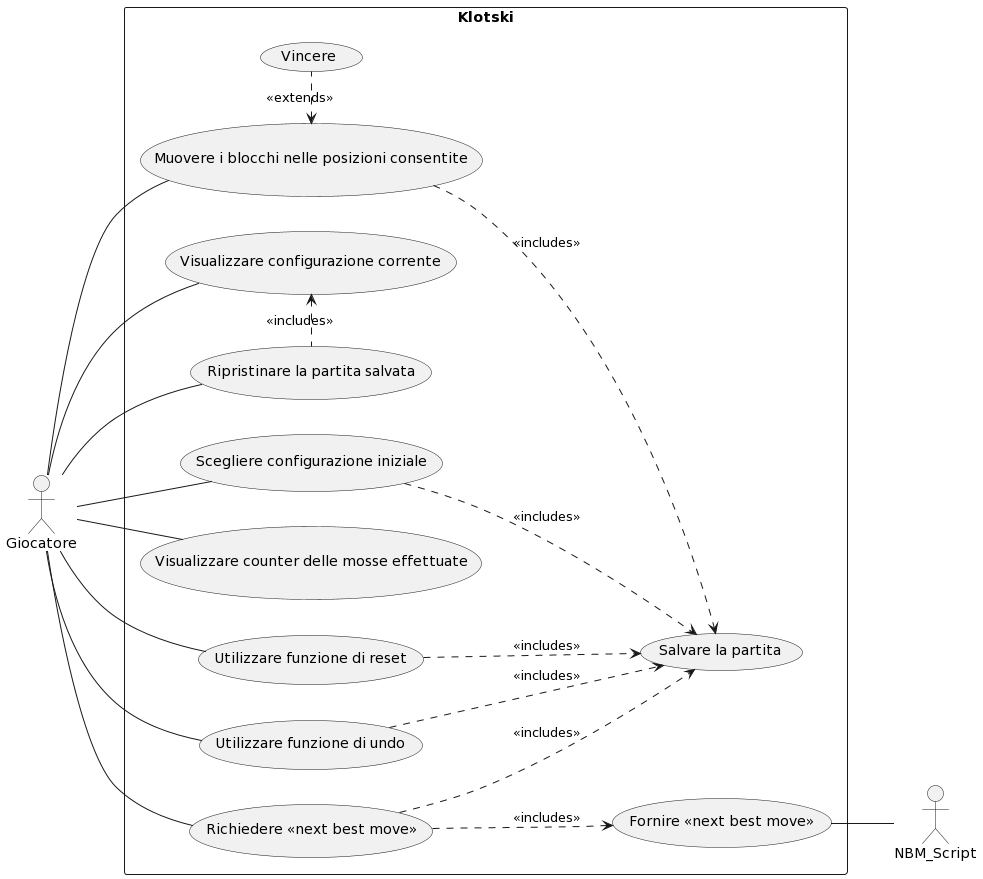 Klotski
Vincere
«extends»
Muovere i blocchi nelle posizioni consentite
«includes»
Visualizzare configurazione corrente
«includes»
Ripristinare la partita salvata
Scegliere configurazione iniziale
«includes»
Giocatore
Visualizzare counter delle mosse effettuate
«includes»
Utilizzare funzione di reset
Salvare la partita
«includes»
Utilizzare funzione di undo
«includes»
Richiedere «next best move»
«includes»
Fornire «next best move»
NBM_Script